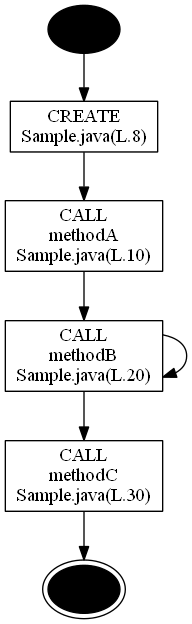 CREATE
Sample.java(L.8)
CALL
methodA
Sample.java(L.10)
CALL
methodB
Sample.java(L.20)
CALL
methodC
Sample.java(L.30)